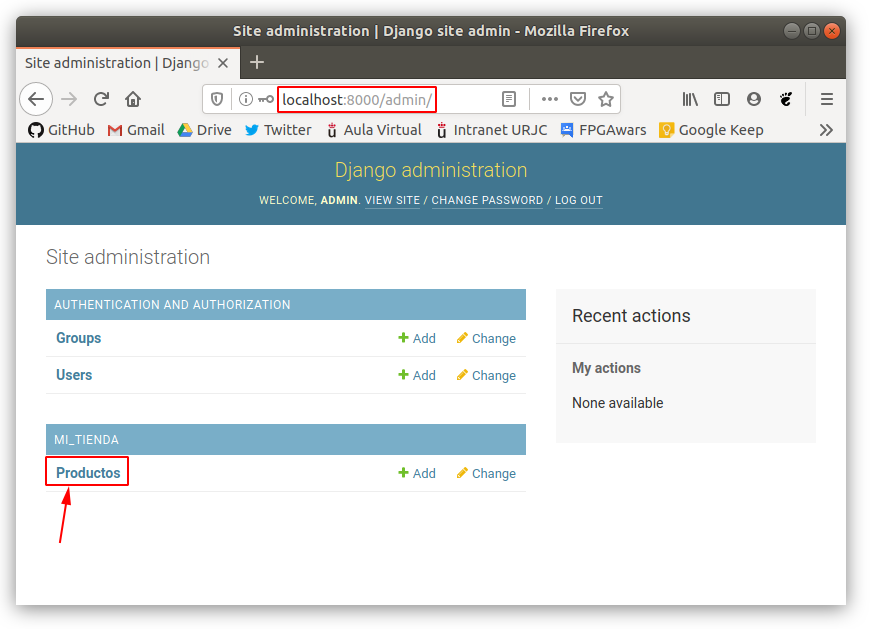 Site administration | Django site admin - Mozilla Firefox
Site administration | Django
localhost:8000/admin/
GitHub Gmail Drive Twitter Aula Virtual Intranet URJC FPGAwars Google Keep
Django administration
WELCOME, ADMIN. VIEW SITE / CHANGE PASSWORD / LOG OUT
Site administration
AUTHENTICATION AND AUTHORIZATION
Groups Add Change
Users Add Change
MI_TIENDA
Productos Add Change
Recent actions
My actions
None available